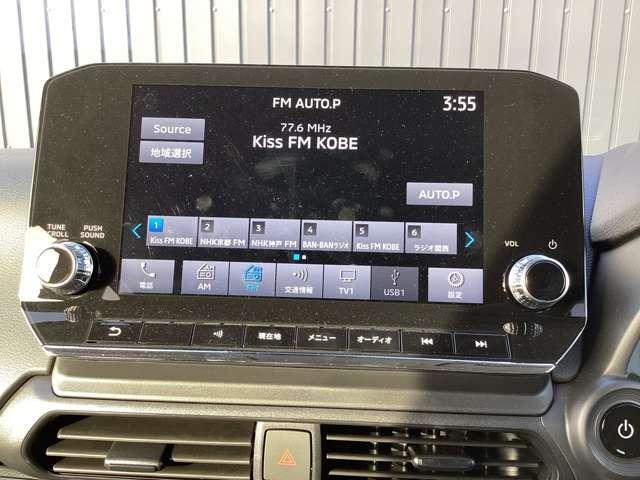 FM AUTO.P
3:55
Source
77.6 MHz
Kiss FM KOBE
地域選択
AUTO.P
TUNE SCROLL
PUSH SOUND
VOL
1 Kiss FM KOBE
2 NHK京都 FM
3 NHK神戸 FM
4 BAN-BANラジオ
5 Kiss FM KOBE
6 ラジオ関西
電話
AM
FM
交通情報
TV1
USB1
設定
現在地
メニュー
オーディオ